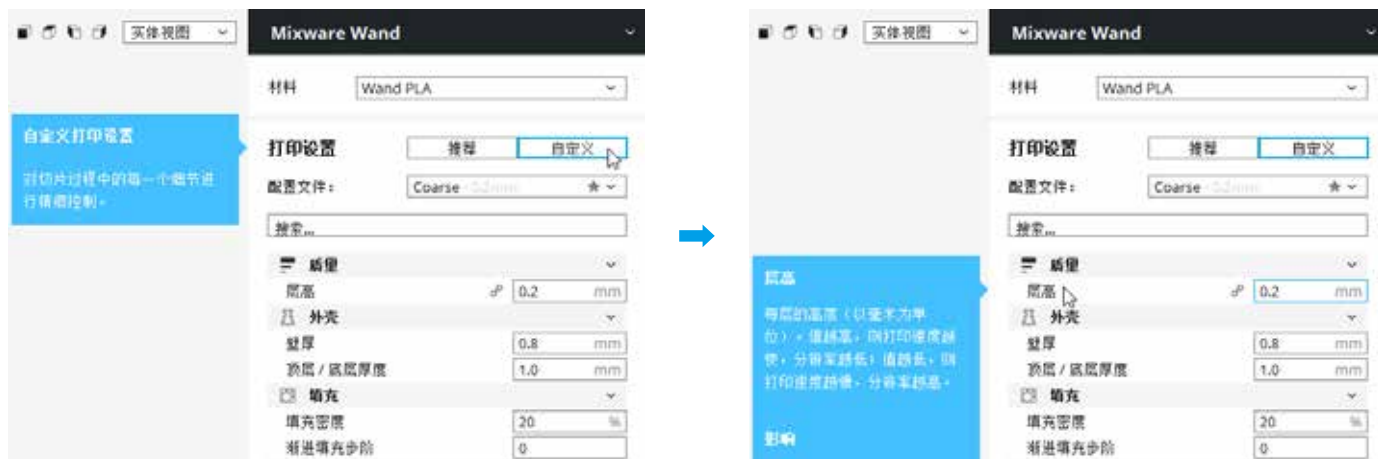 实体视图
Mixware Wand
材料
Wand PLA
自定义打印设置
对切片过程中的每一个细节进
行精细控制。
打印设置
推荐
自定义
配置文件：
Coarse 0.2mm
搜索...
质量
层高
0.2 mm
外壳
壁厚
0.8 mm
顶层 / 底层厚度
1.0 mm
填充
填充密度
20 %
渐进填充步阶
0
实体视图
Mixware Wand
材料
Wand PLA
打印设置
推荐
自定义
配置文件：
Coarse 0.2mm
搜索...
层高
每层的高度（以毫米为单
位）。值越高，则打印速度越
快，分辨率越低；值越低，则
打印速度越慢，分辨率越高。
影响
质量
层高
0.2 mm
外壳
壁厚
0.8 mm
顶层 / 底层厚度
1.0 mm
填充
填充密度
20 %
渐进填充步阶
0